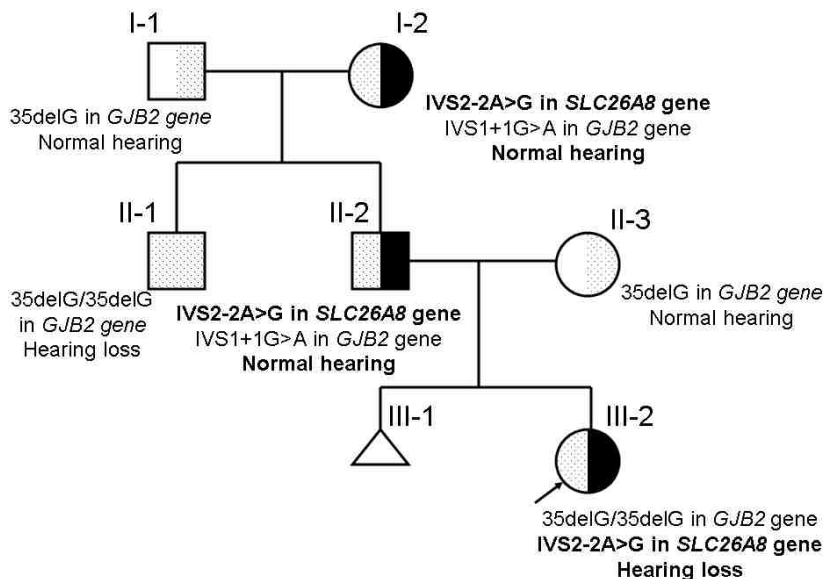 I-1
I-2
35delG in GJB2 gene
Normal hearing
IVS2-2A>G in SLC26A8 gene
IVS1+1G>A in GJB2 gene
Normal hearing
II-1
II-2
II-3
35delG/35delG
in GJB2 gene
Hearing loss
IVS2-2A>G in SLC26A8 gene
IVS1+1G>A in GJB2 gene
Normal hearing
35delG in GJB2 gene
Normal hearing
III-1
III-2
35delG/35delG in GJB2 gene
IVS2-2A>G in SLC26A8 gene
Hearing loss